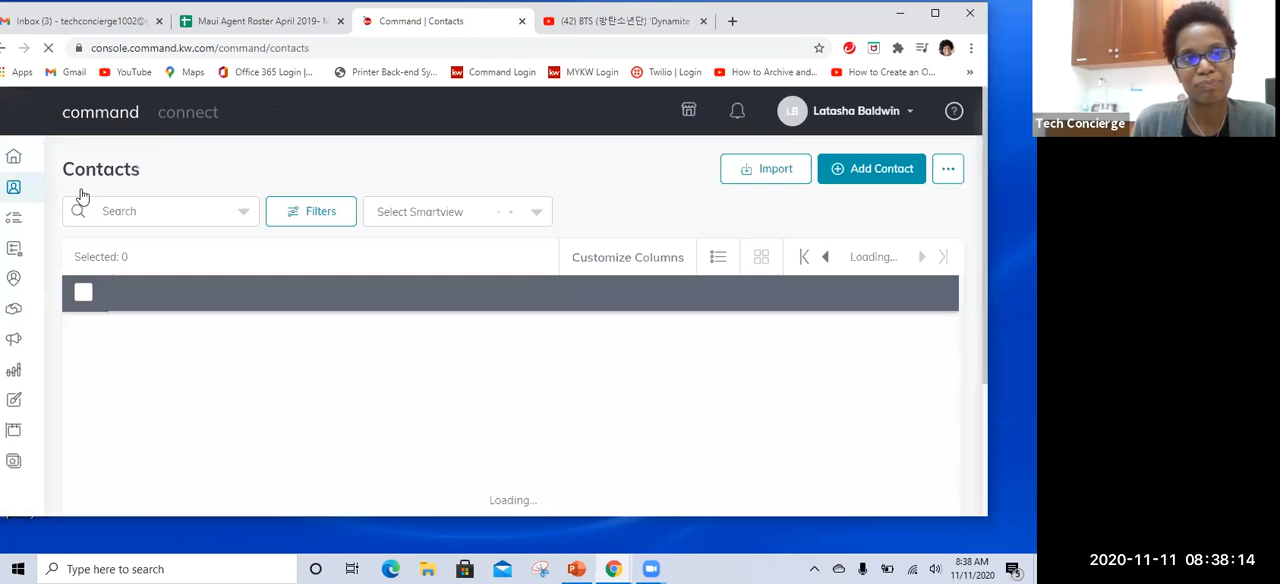 Inbox (3) - techconcierge1002@
Maui Agent Roster April 2019- M
Command | Contacts
(42) BTS (방탄소년단) 'Dynamite
console.command.kw.com/command/contacts
Apps
Gmail
YouTube
Maps
Office 365 Login |...
Printer Back-end Sy...
kw Command Login
kw MYKW Login
Twilio | Login
How to Archive and...
How to Create an O...
»
command
connect
LB
Latasha Baldwin
?
Contacts
Import
Add Contact
...
Search
Filters
Select Smartview
Selected: 0
Customize Columns
Loading...
Loading...
Tech Concierge
Type here to search
8:38 AM
11/11/2020
5
2020-11-11 08:38:14